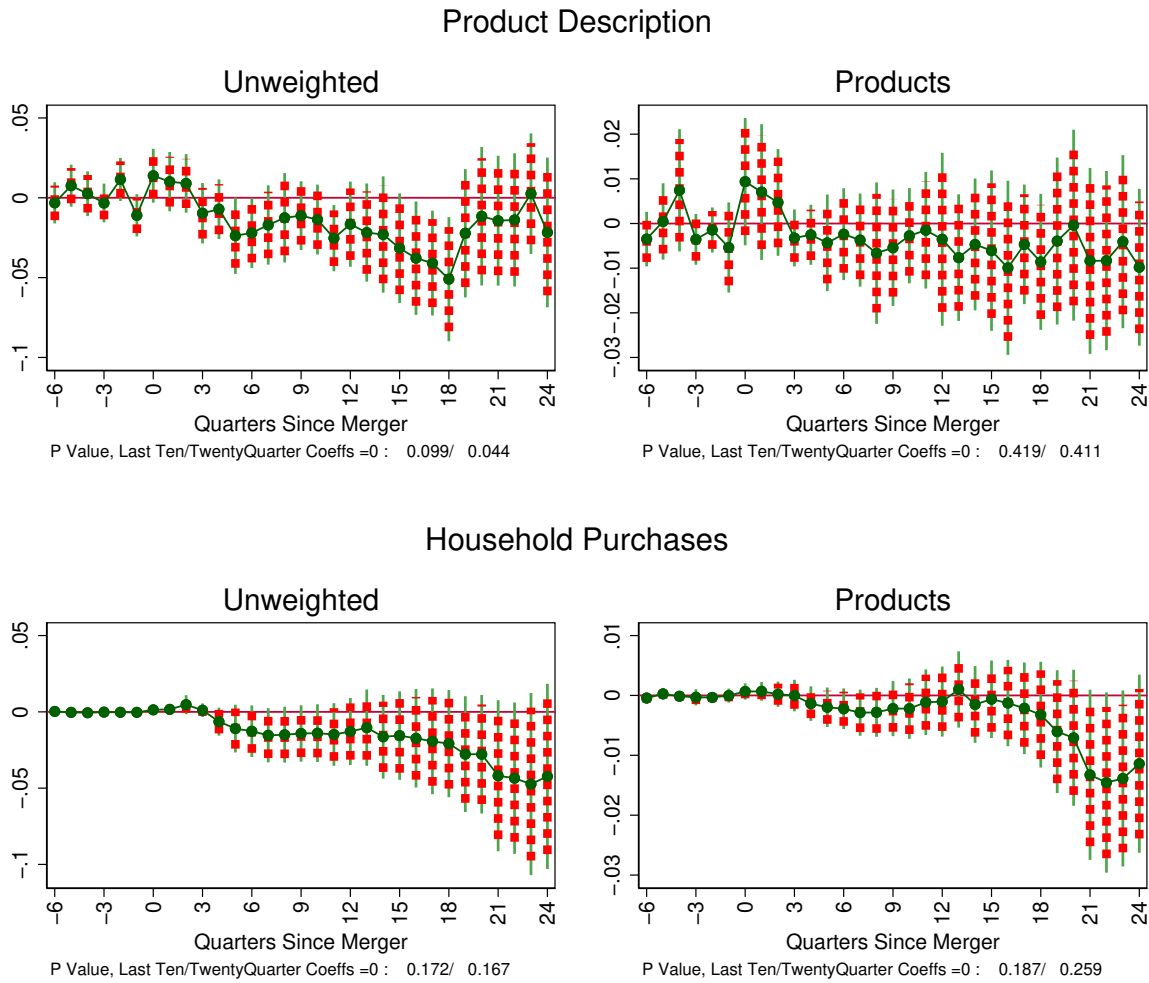 Product Description
Unweighted
Products
.05
0
−.05
−.1
−6 −3 0 3 6 9 12 15 18 21 24
Quarters Since Merger
P Value, Last Ten/TwentyQuarter Coeffs =0 : 0.099/ 0.044
.02
.01
0
−.01
−.02
−.03
−6 −3 0 3 6 9 12 15 18 21 24
Quarters Since Merger
P Value, Last Ten/TwentyQuarter Coeffs =0 : 0.419/ 0.411
Household Purchases
Unweighted
Products
.05
0
−.05
−.1
−6 −3 0 3 6 9 12 15 18 21 24
Quarters Since Merger
P Value, Last Ten/TwentyQuarter Coeffs =0 : 0.172/ 0.167
.01
0
−.01
−.02
−.03
−6 −3 0 3 6 9 12 15 18 21 24
Quarters Since Merger
P Value, Last Ten/TwentyQuarter Coeffs =0 : 0.187/ 0.259